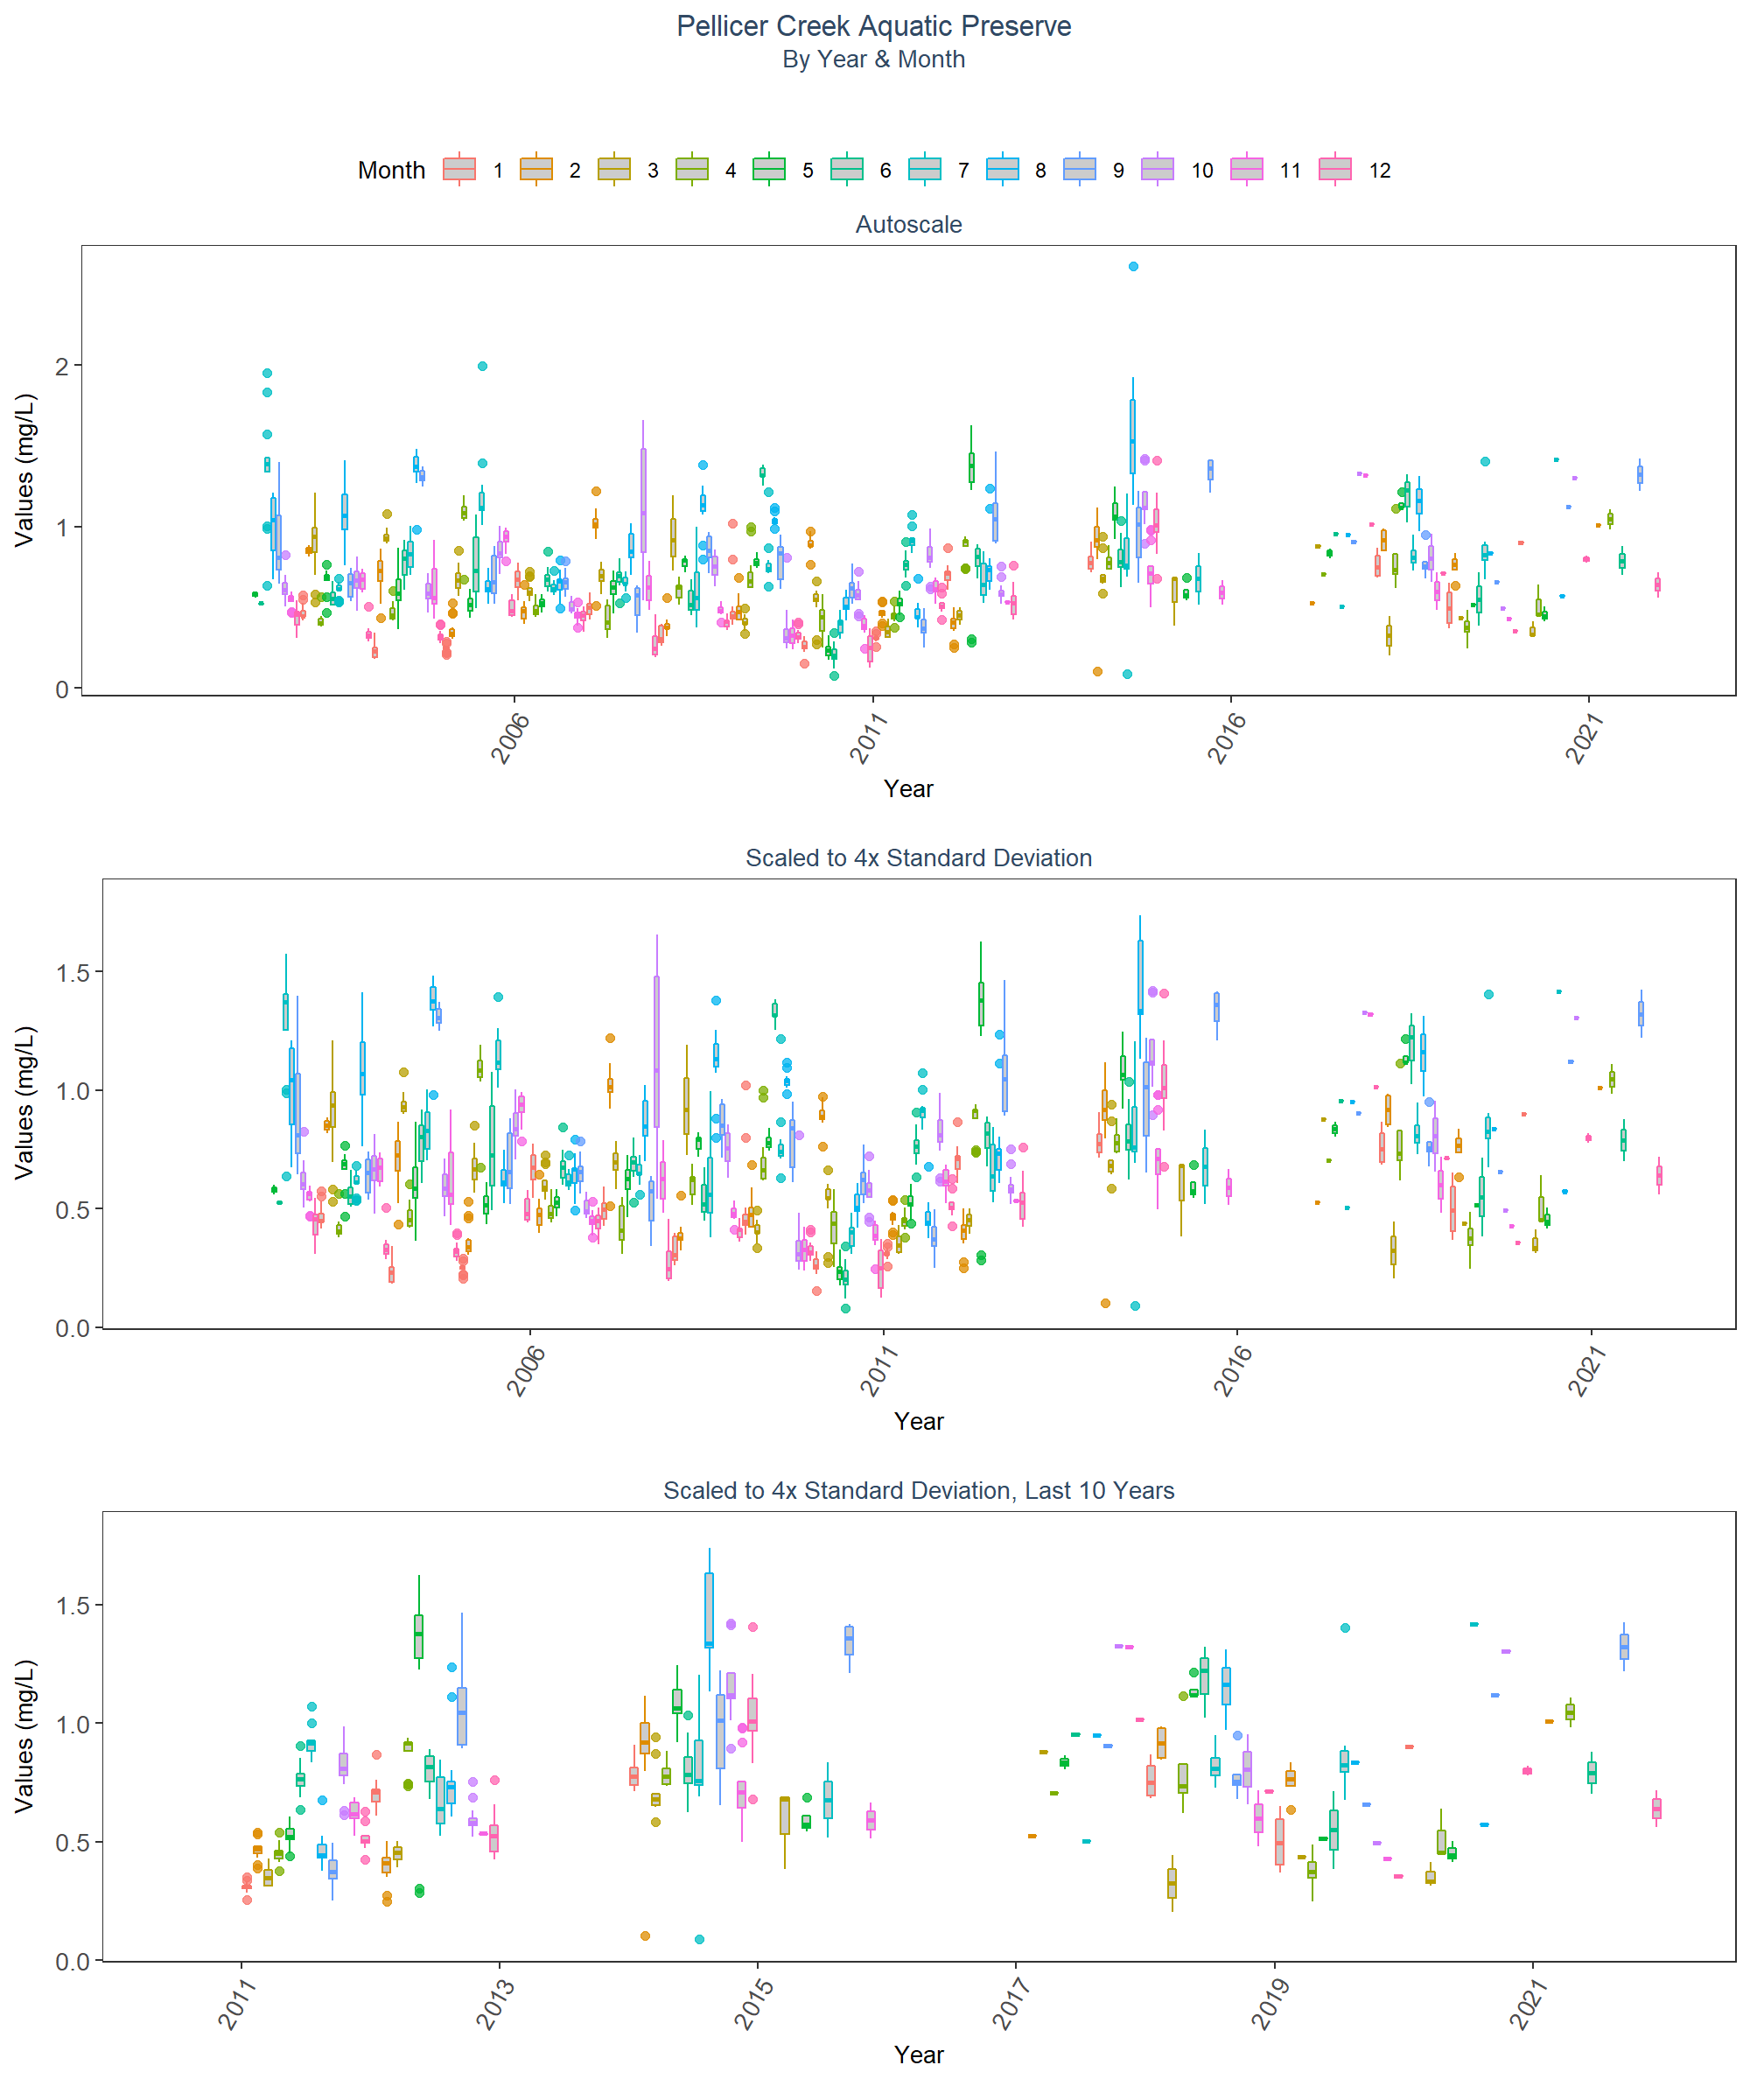 Pellicer Creek Aquatic Preserve
By Year & Month
Month 1 2 3 4 5 6 7 8 9 10 11 12
Autoscale
Values (mg/L)
2
1
0
2006 2011 2016 2021
Year
Scaled to 4x Standard Deviation
Values (mg/L)
1.5
1.0
0.5
0.0
2006 2011 2016 2021
Year
Scaled to 4x Standard Deviation, Last 10 Years
Values (mg/L)
1.5
1.0
0.5
0.0
2011 2013 2015 2017 2019 2021
Year